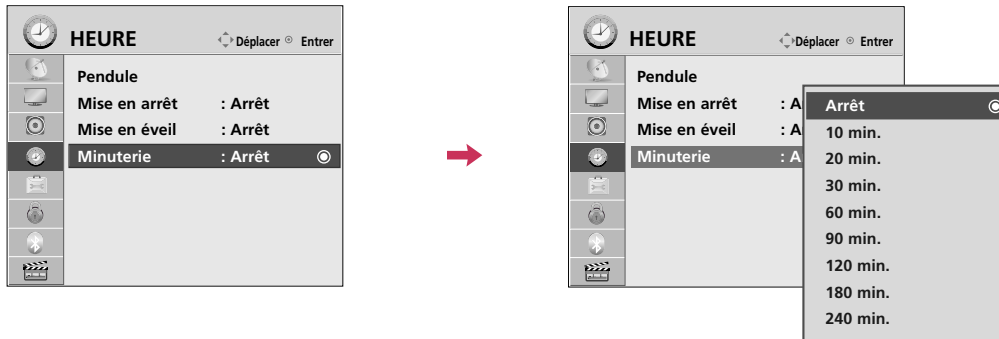 HEURE Déplacer Entrer
Pendule
Mise en arrêt : Arrêt
Mise en éveil : Arrêt
Minuterie : Arrêt
HEURE Déplacer Entrer
Pendule
Mise en arrêt : A
Mise en éveil : A
Minuterie : A
Arrêt
10 min.
20 min.
30 min.
60 min.
90 min.
120 min.
180 min.
240 min.